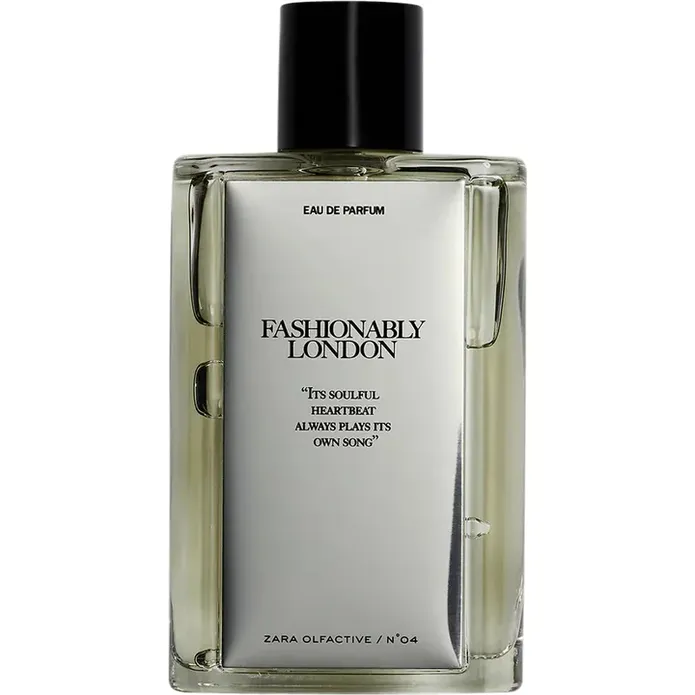 EAU DE PARFUM
FASHIONABLY
LONDON
“ITS SOULFUL
HEARTBEAT
ALWAYS PLAYS ITS
OWN SONG”
ZARA OLFACTIVE / N°04